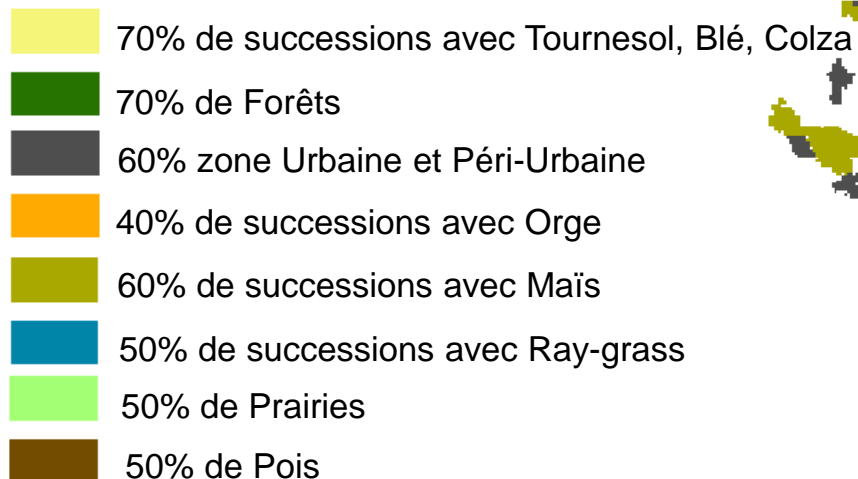 70% de successions avec Tournesol, Blé, Colza
70% de Forêts
60% zone Urbaine et Péri-Urbaine
40% de successions avec Orge
60% de successions avec Maïs
50% de successions avec Ray-grass
50% de Prairies
50% de Pois